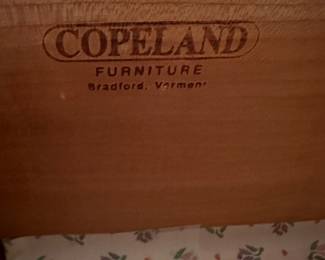 COPELAND
FURNITURE
Bradford, Vermont